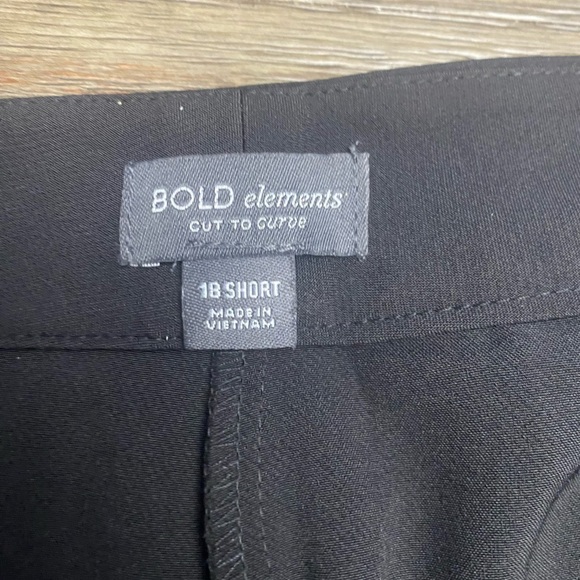 BOLD elements
CUT TO curve
18 SHORT
MADE IN
VIETNAM